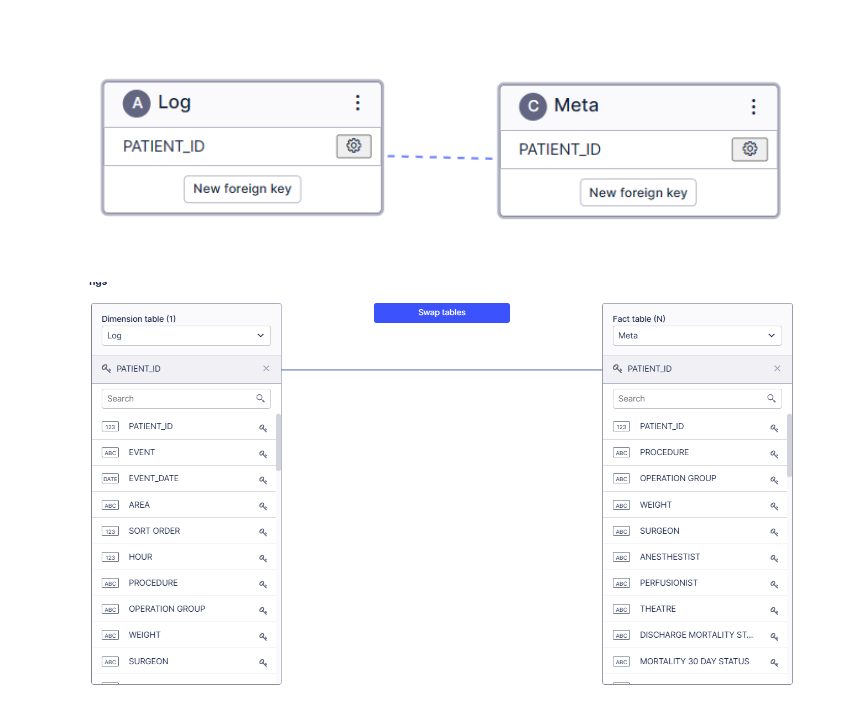 A Log
PATIENT_ID
New foreign key
C Meta
PATIENT_ID
New foreign key
Swap tables
Dimension table (1)
Log
PATIENT_ID
Search
123 PATIENT_ID
ABC EVENT
DATE EVENT_DATE
ABC AREA
123 SORT ORDER
123 HOUR
ABC PROCEDURE
ABC OPERATION GROUP
ABC WEIGHT
ABC SURGEON
Fact table (N)
Meta
PATIENT_ID
Search
123 PATIENT_ID
ABC PROCEDURE
ABC OPERATION GROUP
ABC WEIGHT
ABC SURGEON
ABC ANESTHESTIST
ABC PERFUSIONIST
ABC THEATRE
ABC DISCHARGE MORTALITY ST...
ABC MORTALITY 30 DAY STATUS